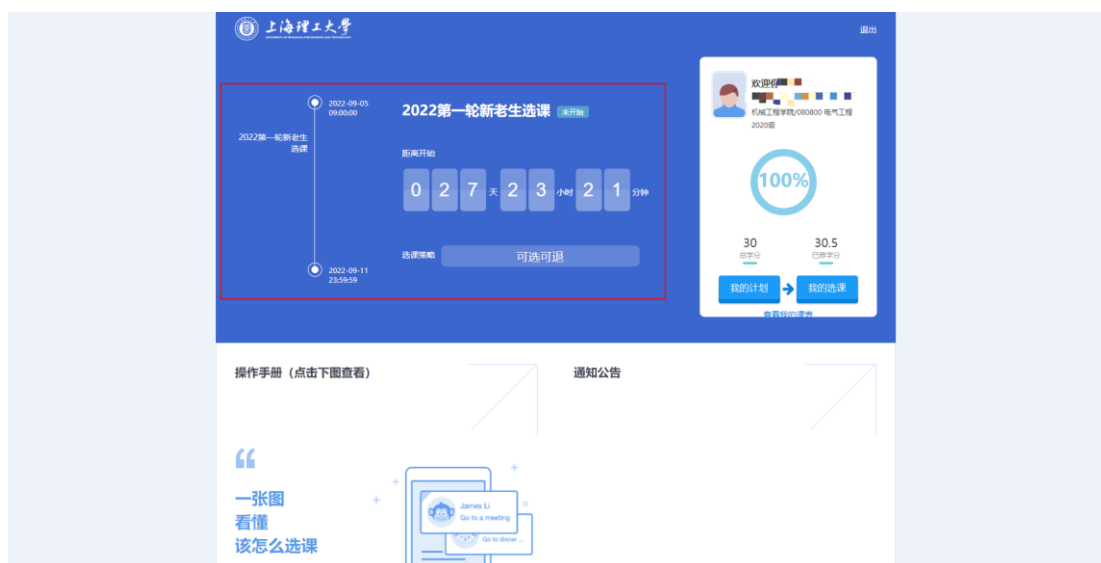 上海理工大学
UNIVERSITY OF SHANGHAI FOR SCIENCE AND TECHNOLOGY
退出
2022-09-05
09:00:00
2022第一轮新老生
选课
2022-09-11
23:59:59
2022第一轮新老生选课 未开始
距离开始
0 2 7 天 2 3 小时 2 1 分钟
选课策略 可选可退
欢迎你
机械工程学院/080800 电气工程
2020级
100%
30 30.5
总学分 已修学分
我的计划 我的选课
查看我的课表
操作手册（点击下图查看）
通知公告
一张图
看懂
该怎么选课
James Li
Go to a meeting
Go to dinner ...